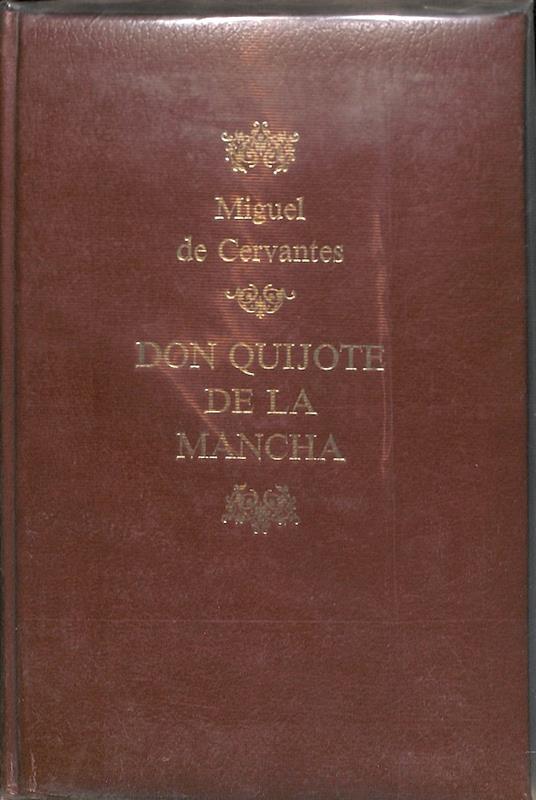 Miguel
de Cervantes
DON QUIJOTE
DE LA
MANCHA